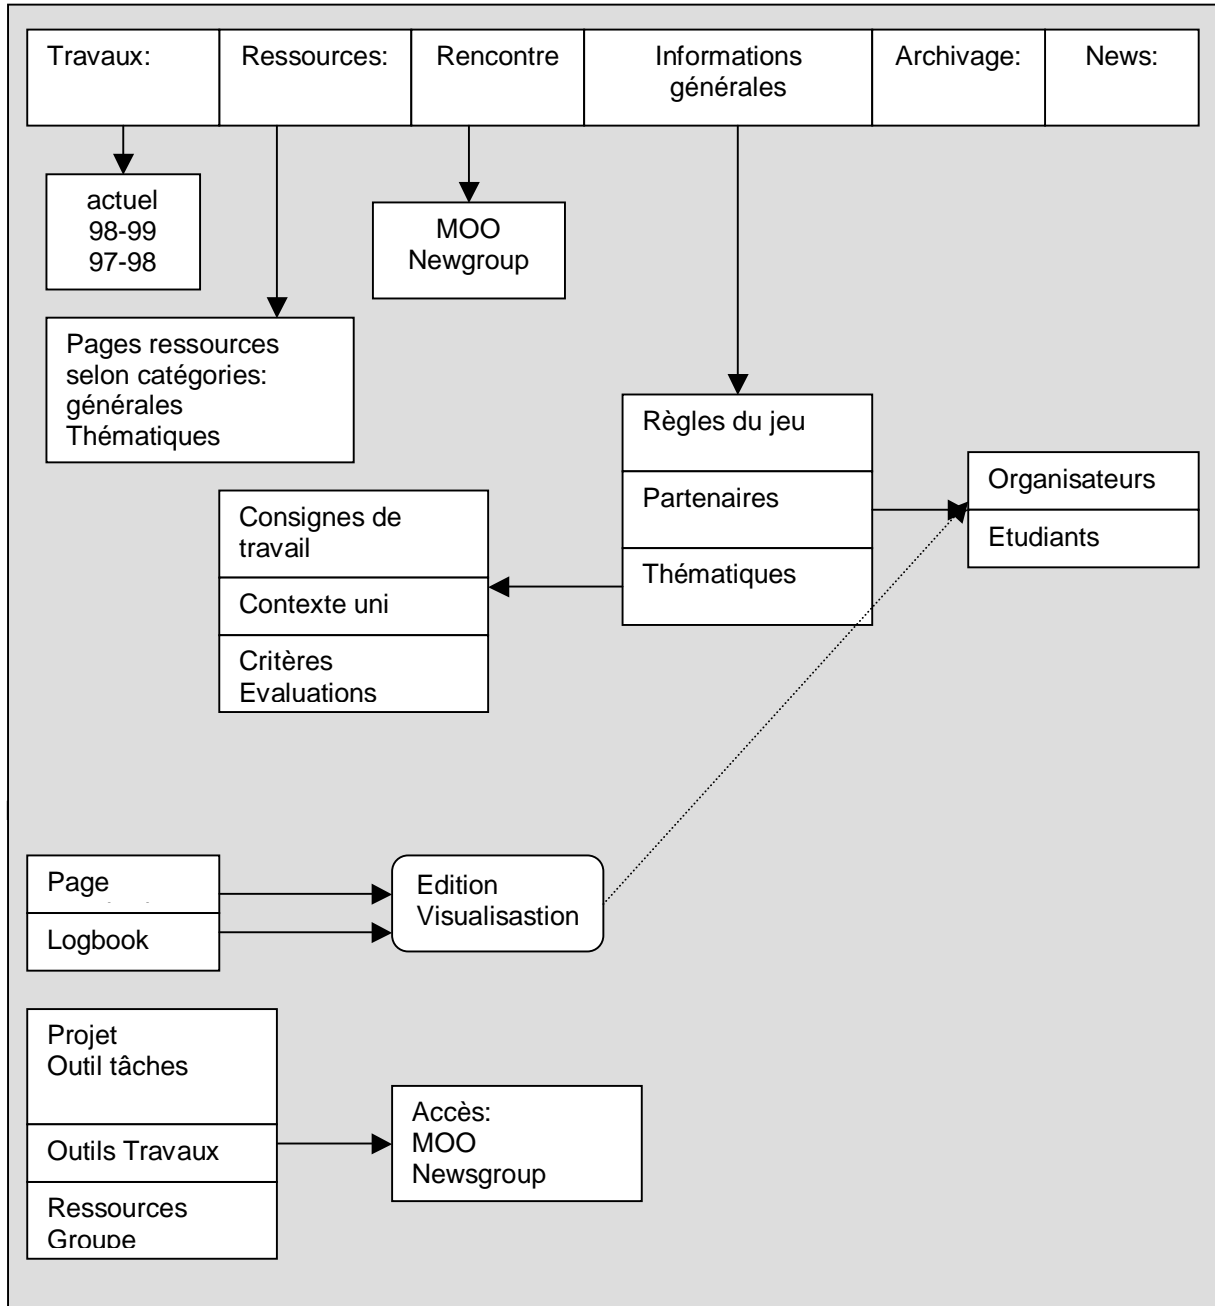 Travaux:
Ressources:
Rencontre
Informations
générales
Archivage:
News:
actuel
98-99
97-98
MOO
Newgroup
Pages ressources
selon catégories:
générales
Thématiques
Règles du jeu
Partenaires
Thématiques
Organisateurs
Etudiants
Consignes de
travail
Contexte uni
Critères
Evaluations
Page
Logbook
Edition
Visualisastion
Projet
Outil tâches
Outils Travaux
Ressources
Groupe
Accès:
MOO
Newsgroup